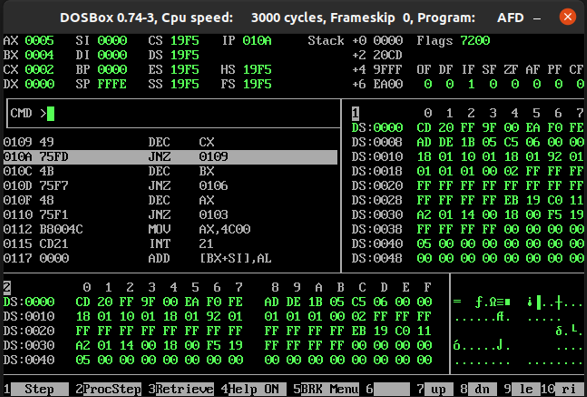 DOSBox 0.74-3, Cpu speed: 3000 cycles, Frameskip 0, Program: AFD
AX 0005 SI 0000 CS 19F5 IP 010A Stack +0 0000 Flags 7200
BX 0004 DI 0000 DS 19F5 +2 20CD
CX 0002 BP 0000 ES 19F5 HS 19F5 +4 9FFF OF DF IF SF ZF AF PF CF
DX 0000 SP FFFE SS 19F5 FS 19F5 +6 EA00 0 0 1 0 0 0 0 0
CMD >
1 0 1 2 3 4 5 6 7
DS:0000 CD 20 FF 9F 00 EA F0 FE
DS:0008 AD DE 1B 05 C5 06 00 00
DS:0010 18 01 10 01 18 01 92 01
DS:0018 01 01 01 00 02 FF FF FF
DS:0020 FF FF FF FF FF FF FF FF
DS:0028 FF FF FF FF EB 19 C0 11
DS:0030 A2 01 14 00 18 00 F5 19
DS:0038 FF FF FF FF 00 00 00 00
DS:0040 05 00 00 00 00 00 00 00
DS:0048 00 00 00 00 00 00 00 00
0109 49 DEC CX
010A 75FD JNZ 0109
010C 4B DEC BX
010D 75F7 JNZ 0106
010F 48 DEC AX
0110 75F1 JNZ 0103
0112 B8004C MOV AX,4C00
0115 CD21 INT 21
0117 0000 ADD [BX+SI],AL
2 0 1 2 3 4 5 6 7 8 9 A B C D E F
DS:0000 CD 20 FF 9F 00 EA F0 FE AD DE 1B 05 C5 06 00 00
DS:0010 18 01 10 01 18 01 92 01 01 01 01 00 02 FF FF FF
DS:0020 FF FF FF FF FF FF FF FF FF FF FF FF EB 19 C0 11
DS:0030 A2 01 14 00 18 00 F5 19 FF FF FF FF 00 00 00 00
DS:0040 05 00 00 00 00 00 00 00 00 00 00 00 00 00 00 00
1 Step 2 ProcStep 3 Retrieve 4 Help ON 5 BRK Menu 6 7 up 8 dn 9 le 10 ri